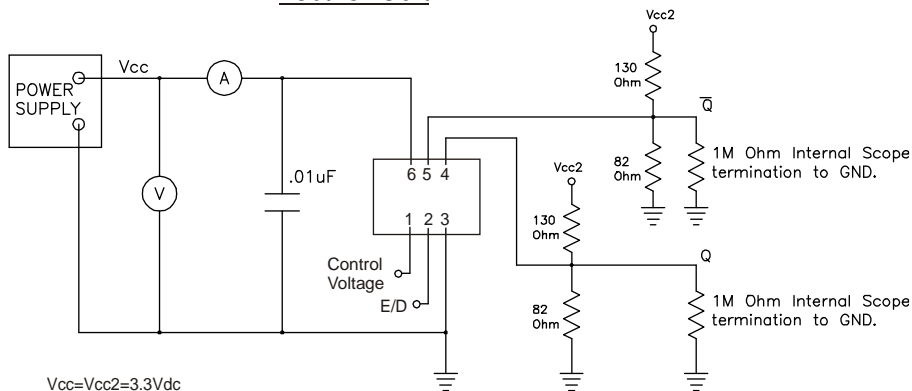 Vcc2
130
Ohm
Q
82
Ohm
1M Ohm Internal Scope
termination to GND.
Vcc
A
POWER
SUPPLY
V
.01uF
6 5 4
1 2 3
Control
Voltage
E/D
Vcc2
130
Ohm
Q
82
Ohm
1M Ohm Internal Scope
termination to GND.
Vcc=Vcc2=3.3Vdc